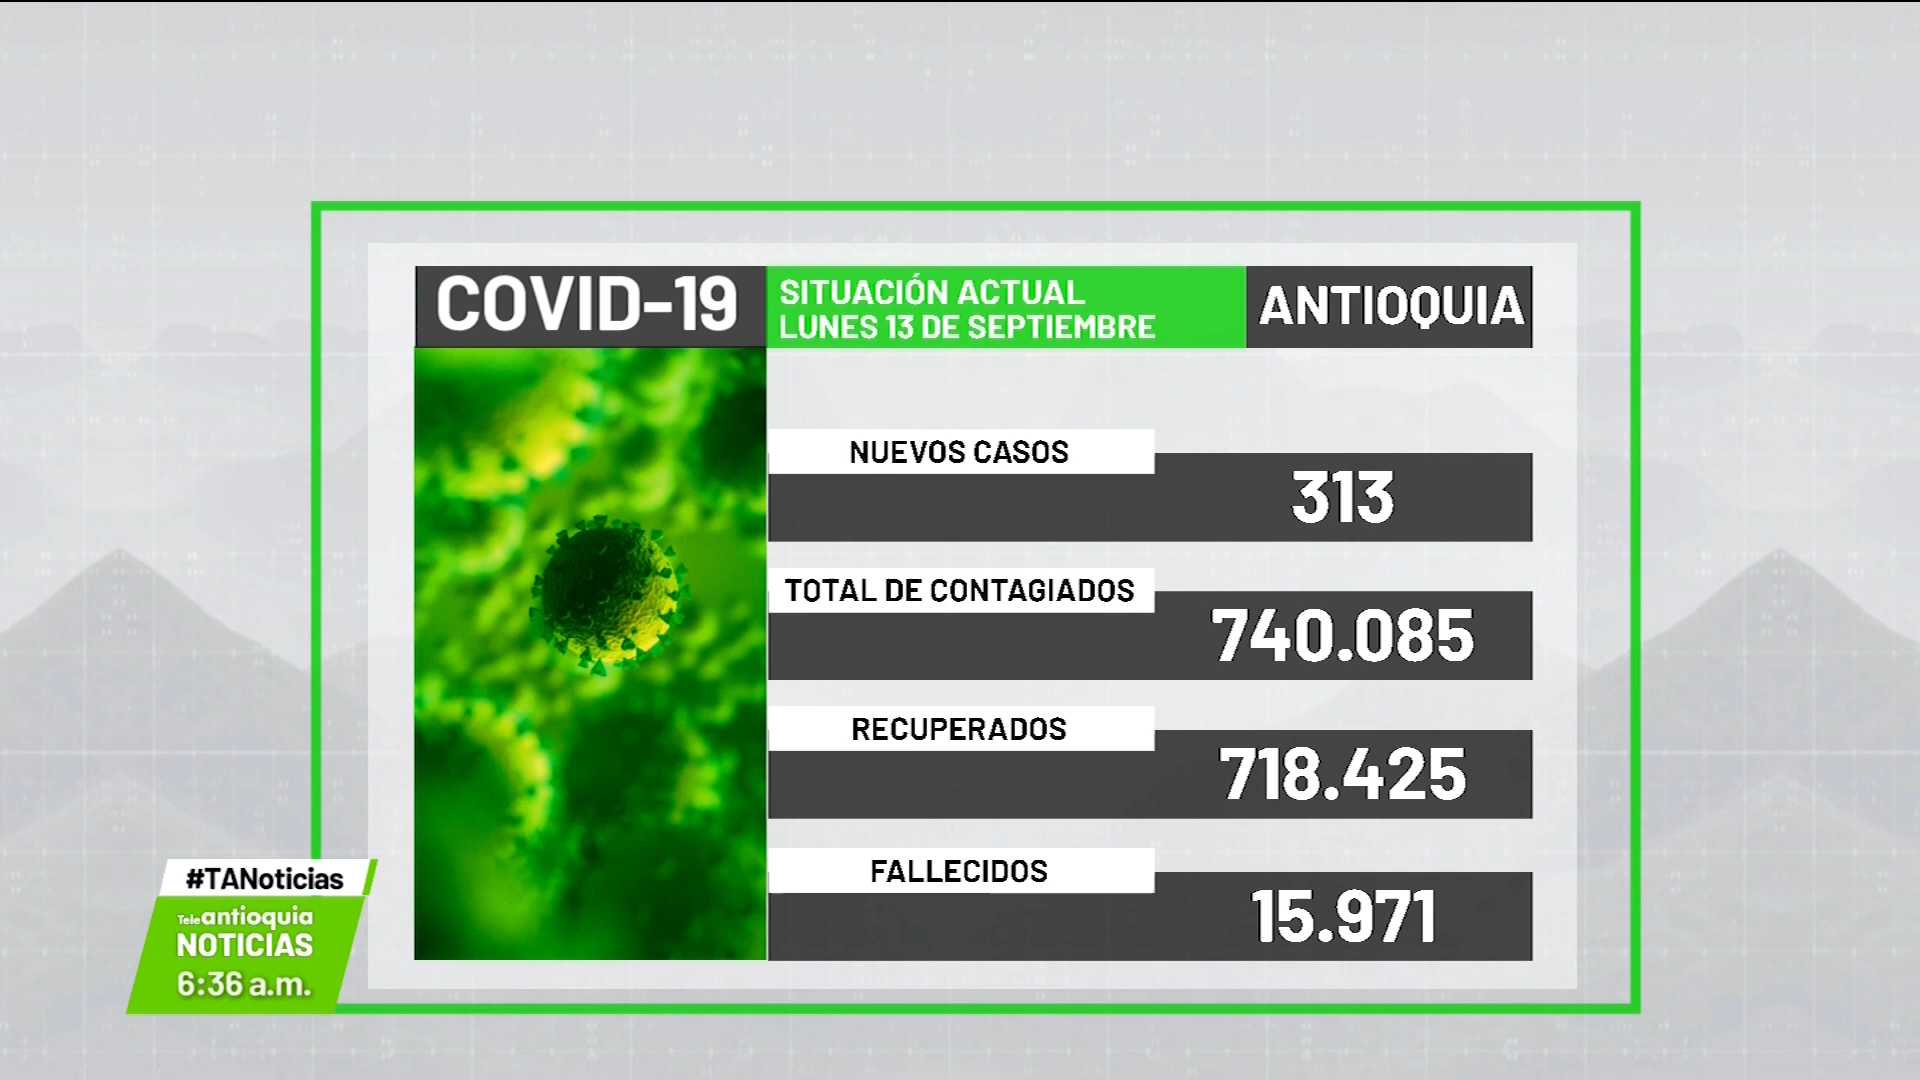 COVID-19
SITUACIÓN ACTUAL
LUNES 13 DE SEPTIEMBRE
ANTIOQUIA
NUEVOS CASOS
313
TOTAL DE CONTAGIADOS
740.085
RECUPERADOS
718.425
FALLECIDOS
15.971
#TANoticias
Teleantioquia
NOTICIAS
6:36 a.m.